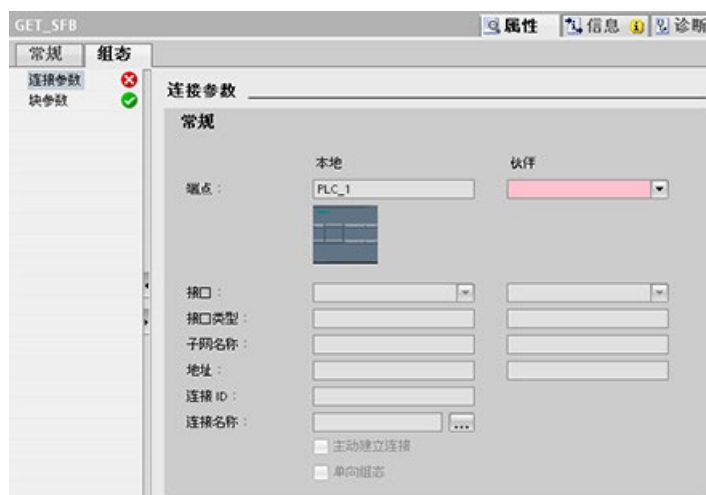 GET_SFB 属性 信息 诊断
常规 组态
连接参数
块参数
连接参数
常规
本地 伙伴
端点：PLC_1
接口：
接口类型：
子网名称：
地址：
连接 ID：
连接名称： ...
主动建立连接
单向组态